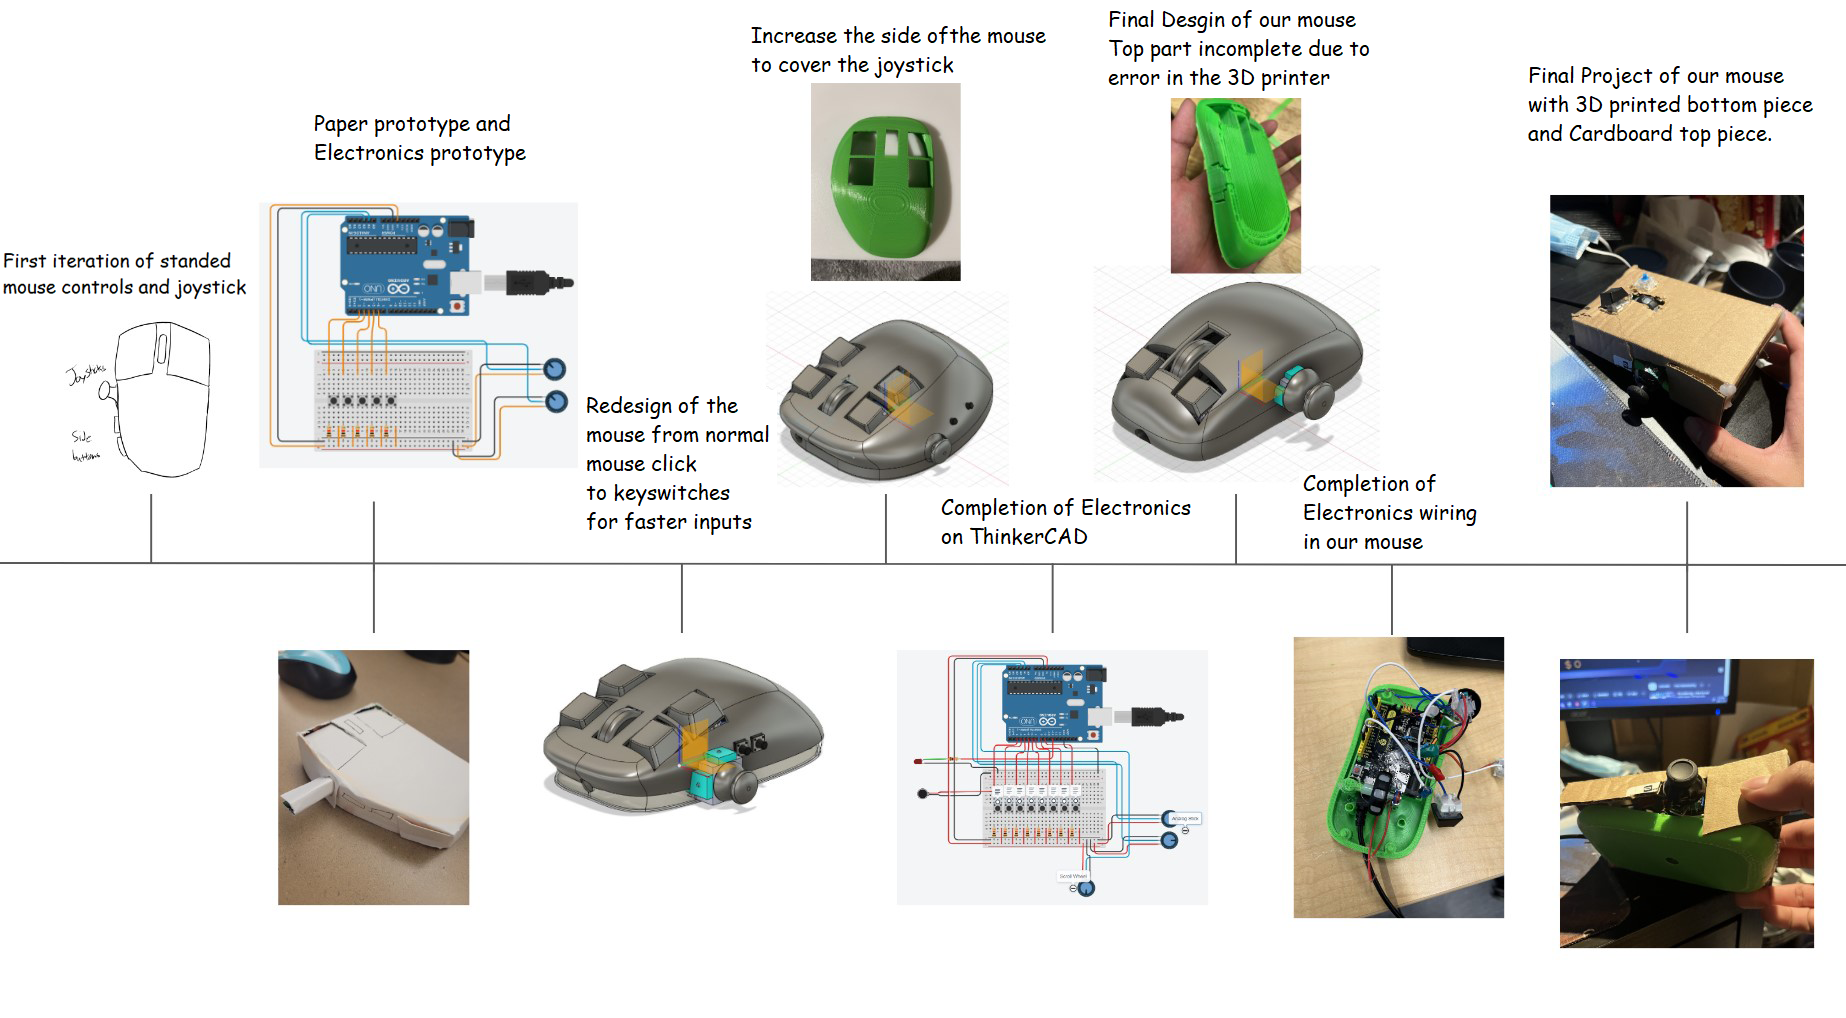 First iteration of standed
mouse controls and joystick
Joysticks
Side
buttons
Paper prototype and
Electronics prototype
Redesign of the
mouse from normal
mouse click
to keyswitches
for faster inputs
Increase the side ofthe mouse
to cover the joystick
Completion of Electronics
on ThinkerCAD
Analog stick
Scroll Wheel
Final Desgin of our mouse
Top part incomplete due to
error in the 3D printer
Completion of
Electronics wiring
in our mouse
Final Project of our mouse
with 3D printed bottom piece
and Cardboard top piece.